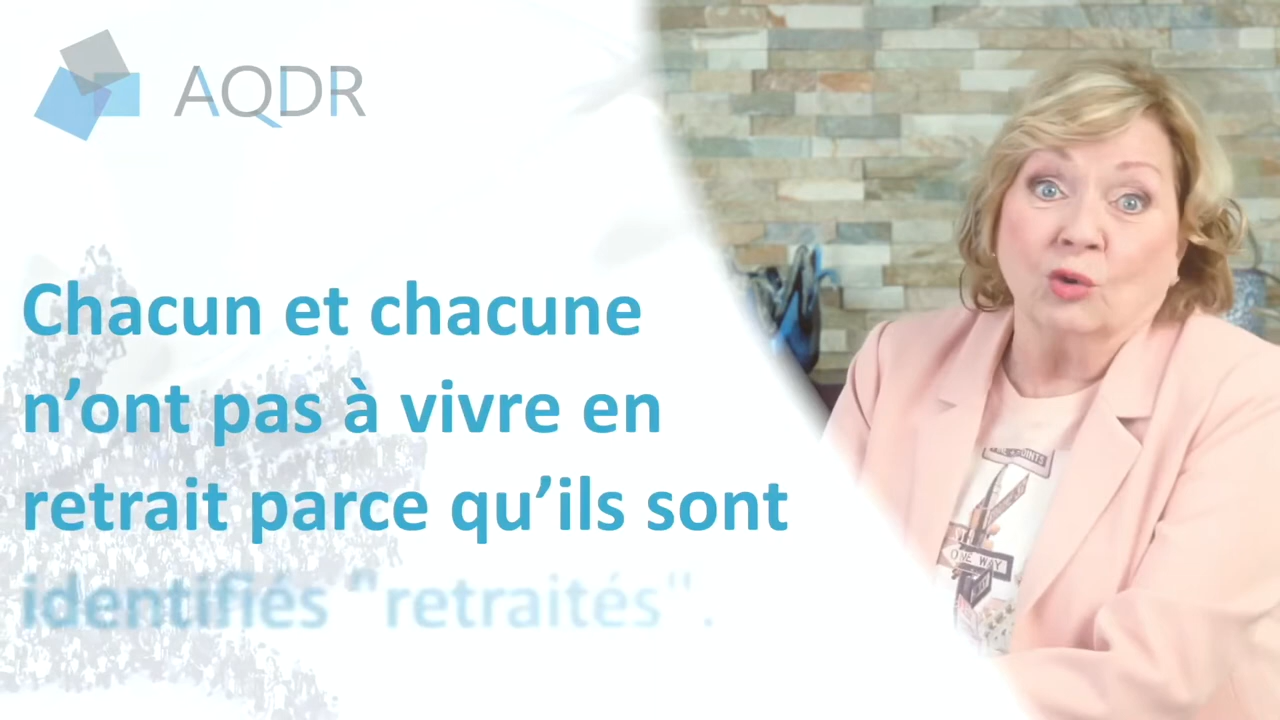 AQDR
Chacun et chacune
n’ont pas à vivre en
retrait parce qu’ils sont
identifiés "retraités".
ONE WAY